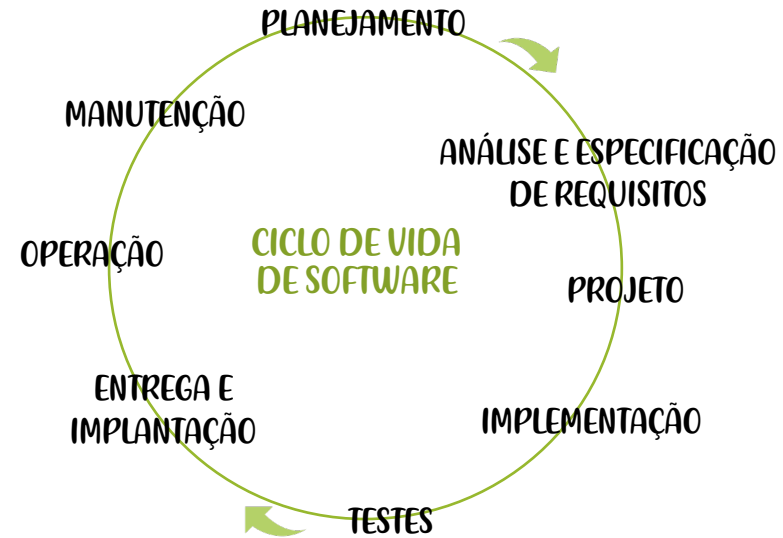 PLANEJAMENTO
ANÁLISE E ESPECIFICAÇÃO
DE REQUISITOS
PROJETO
IMPLEMENTAÇÃO
TESTES
ENTREGA E
IMPLANTAÇÃO
OPERAÇÃO
MANUTENÇÃO
CICLO DE VIDA
DE SOFTWARE